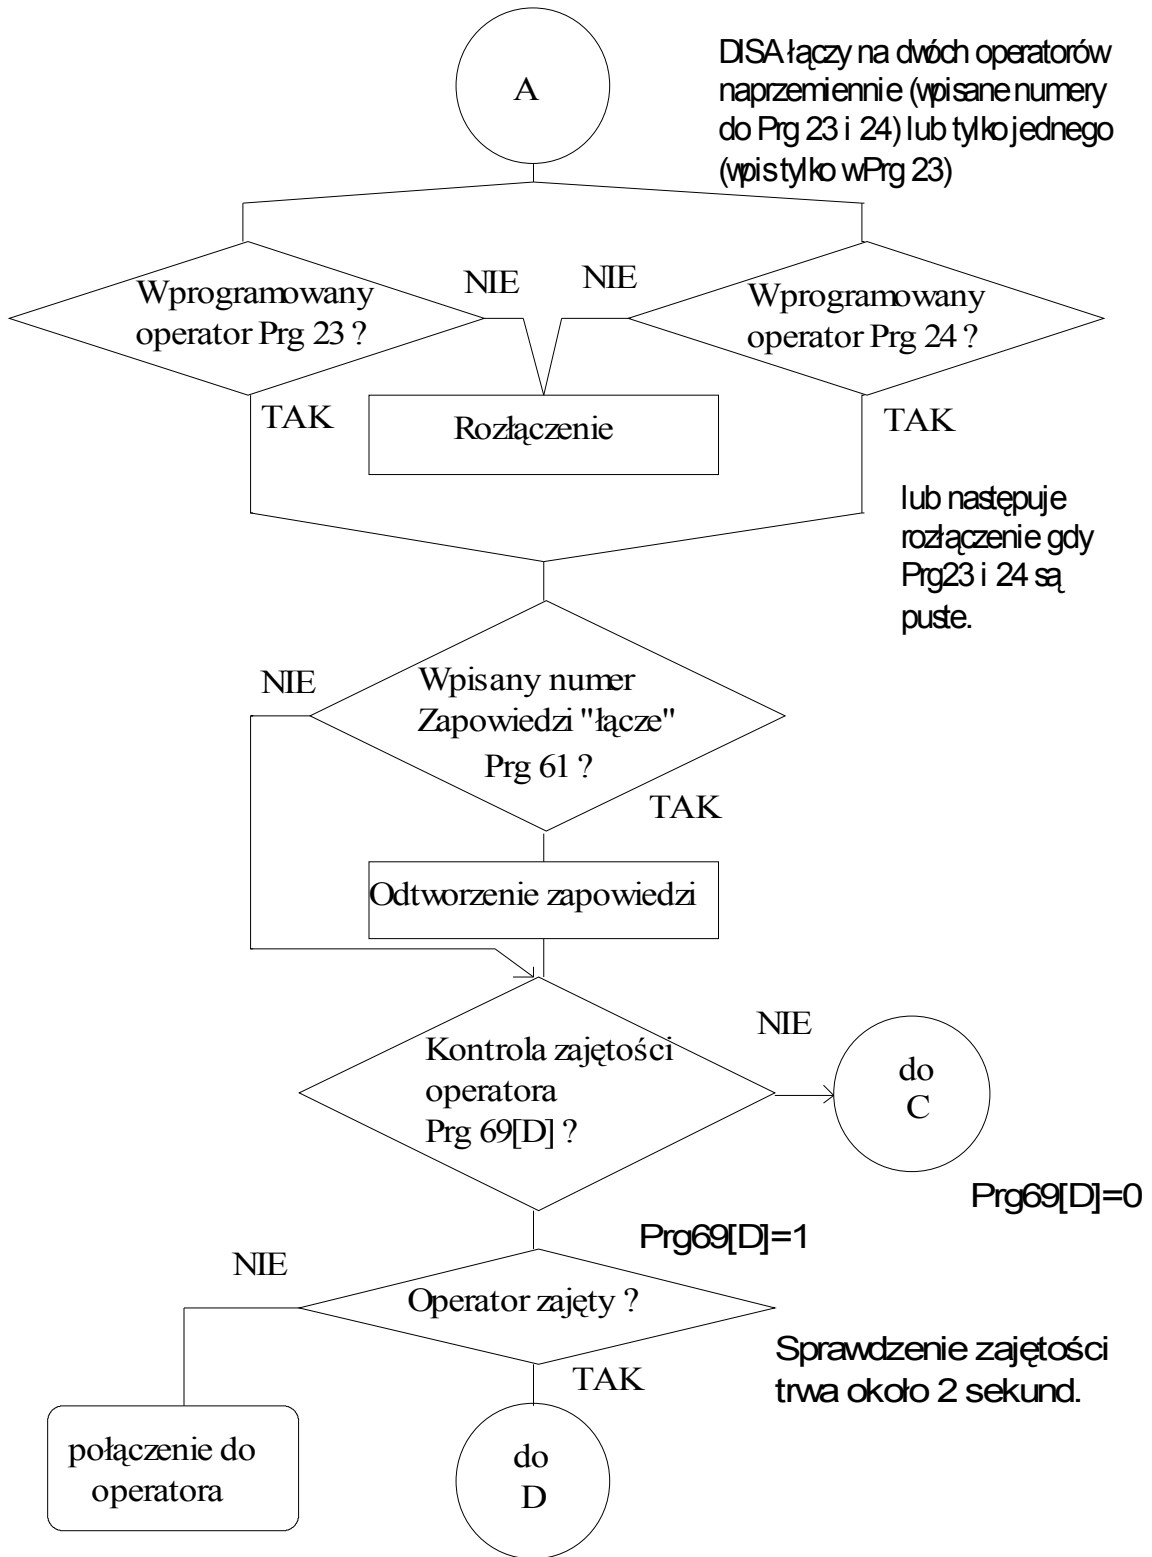 A
DISA łączy na dwóch operatorów
naprzemiennie (wpisane numery
do Prg 23 i 24) lub tylko jednego
(wpis tylko w Prg 23)
NIE
NIE
Wprogramowany
operator Prg 23 ?
Wprogramowany
operator Prg 24 ?
TAK
Rozłączenie
TAK
lub następuje
rozłączenie gdy
Prg23 i 24 są
puste.
NIE
Wpisany numer
Zapowiedzi "łącze"
Prg 61 ?
TAK
Odtworzenie zapowiedzi
NIE
Kontrola zajętości
operatora
Prg 69[D] ?
do
C
Prg69[D]=0
Prg69[D]=1
NIE
Operator zajęty ?
Sprawdzenie zajętości
trwa około 2 sekund.
TAK
połączenie do
operatora
do
D